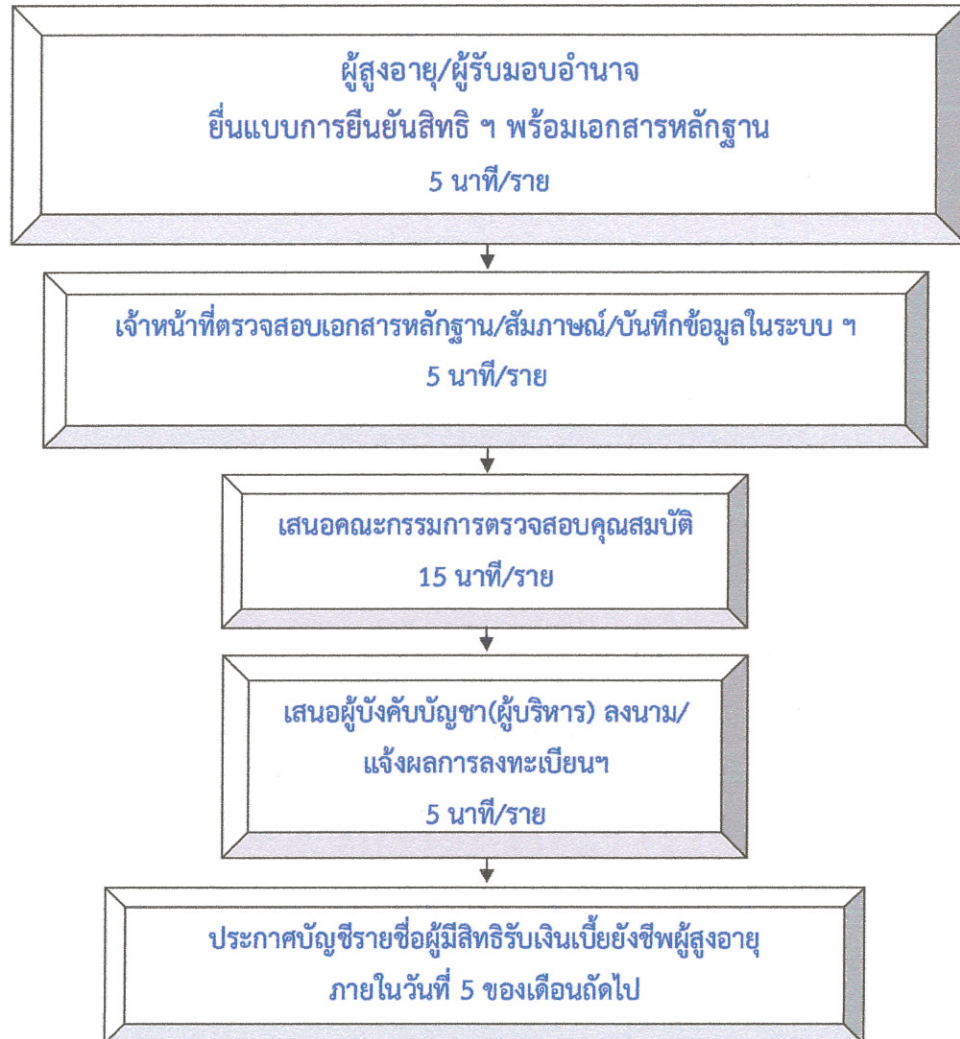 ผู้สูงอายุ/ผู้รับมอบอำนาจ
ยื่นแบบการยืนยันสิทธิ ฯ พร้อมเอกสารหลักฐาน
5 นาที/ราย
เจ้าหน้าที่ตรวจสอบเอกสารหลักฐาน/สัมภาษณ์/บันทึกข้อมูลในระบบ ฯ
5 นาที/ราย
เสนอคณะกรรมการตรวจสอบคุณสมบัติ
15 นาที/ราย
เสนอผู้บังคับบัญชา(ผู้บริหาร) ลงนาม/
แจ้งผลการลงทะเบียนฯ
5 นาที/ราย
ประกาศบัญชีรายชื่อผู้มีสิทธิรับเงินเบี้ยยังชีพผู้สูงอายุ
ภายในวันที่ 5 ของเดือนถัดไป